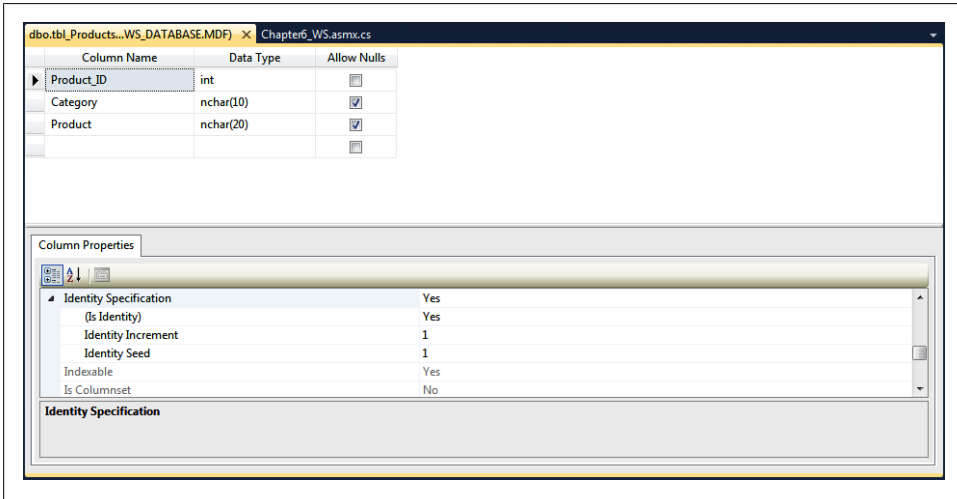 dbo.tbl_Products...WS_DATABASE.MDF) Chapter6_WS.asmx.cs
Column Name Data Type Allow Nulls
Product_ID int
Category nchar(10)
Product nchar(20)
Column Properties
Identity Specification Yes
(Is Identity) Yes
Identity Increment 1
Identity Seed 1
Indexable Yes
Is Columnset No
Identity Specification